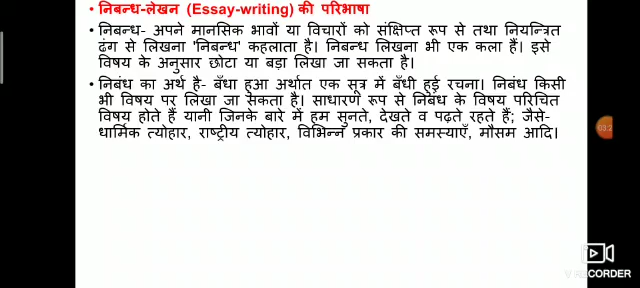 • निबन्ध-लेखन (Essay-writing) की परिभाषा
• निबन्ध- अपने मानसिक भावों या विचारों को संक्षिप्त रूप से तथा नियन्त्रित
ढंग से लिखना 'निबन्ध' कहलाता है। निबन्ध लिखना भी एक कला हैं। इसे
विषय के अनुसार छोटा या बड़ा लिखा जा सकता है।
• निबंध का अर्थ है- बँधा हुआ अर्थात एक सूत्र में बँधी हुई रचना। निबंध किसी
भी विषय पर लिखा जा सकता है। साधारण रूप से निबंध के विषय परिचित
विषय होते हैं यानी जिनके बारे में हम सुनते, देखते व पढ़ते रहते हैं; जैसे-
धार्मिक त्योहार, राष्ट्रीय त्योहार, विभिन्न प्रकार की समस्याएँ, मौसम आदि।
03:2
RECORDER